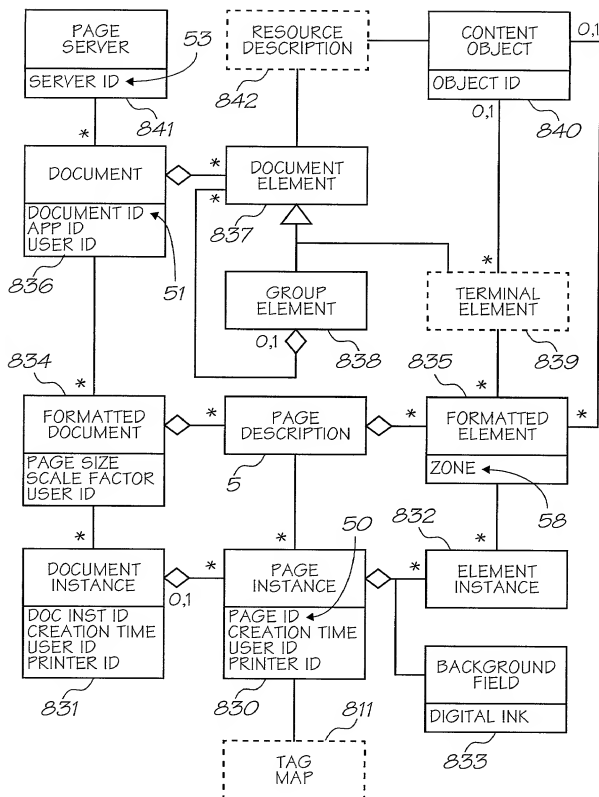 PAGE
SERVER
SERVER ID
53
841
*
RESOURCE
DESCRIPTION
842
CONTENT
OBJECT
OBJECT ID
0,1
840
0,1
DOCUMENT
DOCUMENT ID
APP ID
USER ID
836
51
*
*
DOCUMENT
ELEMENT
837
GROUP
ELEMENT
0,1
838
*
TERMINAL
ELEMENT
839
834
*
FORMATTED
DOCUMENT
PAGE SIZE
SCALE FACTOR
USER ID
*
PAGE
DESCRIPTION
5
835
*
*
FORMATTED
ELEMENT
*
ZONE
58
*
DOCUMENT
INSTANCE
DOC INST ID
CREATION TIME
USER ID
PRINTER ID
831
0,1
*
*
50
PAGE
INSTANCE
PAGE ID
CREATION TIME
USER ID
PRINTER ID
830
832
*
*
ELEMENT
INSTANCE
BACKGROUND
FIELD
DIGITAL INK
833
811
TAG
MAP